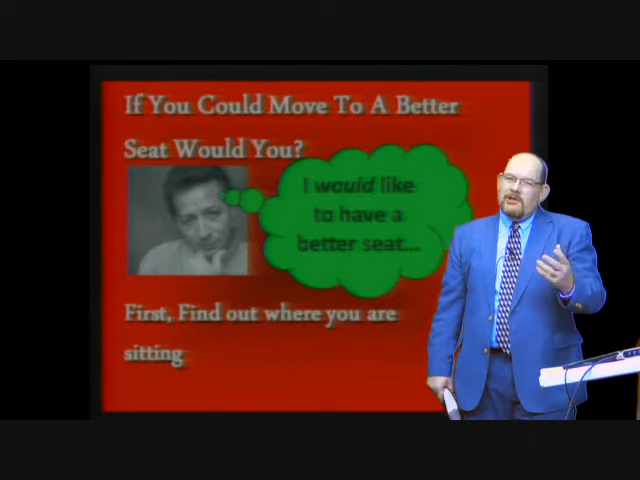 If You Could Move To A Better
Seat Would You?
I would like
to have a
better seat...
First, Find out where you are
sitting